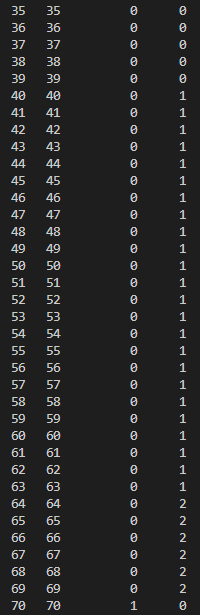 35 35 0 0
36 36 0 0
37 37 0 0
38 38 0 0
39 39 0 0
40 40 0 1
41 41 0 1
42 42 0 1
43 43 0 1
44 44 0 1
45 45 0 1
46 46 0 1
47 47 0 1
48 48 0 1
49 49 0 1
50 50 0 1
51 51 0 1
52 52 0 1
53 53 0 1
54 54 0 1
55 55 0 1
56 56 0 1
57 57 0 1
58 58 0 1
59 59 0 1
60 60 0 1
61 61 0 1
62 62 0 1
63 63 0 1
64 64 0 2
65 65 0 2
66 66 0 2
67 67 0 2
68 68 0 2
69 69 0 2
70 70 1 0